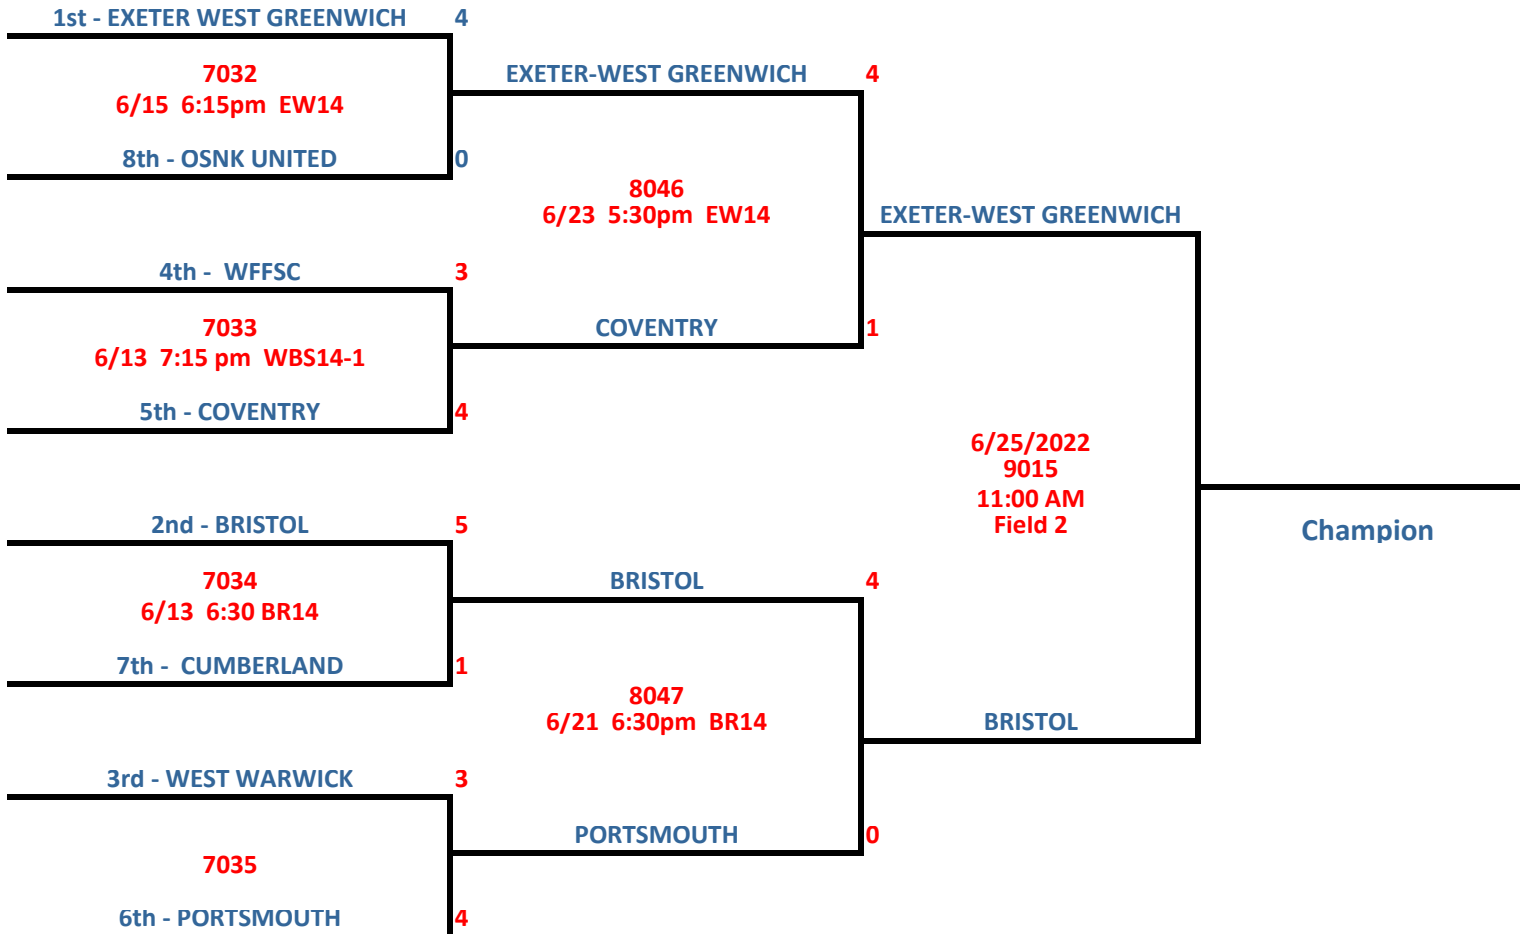 1st - EXETER WEST GREENWICH 4
7032
6/15 6:15pm EW14
8th - OSNK UNITED 0
4th - WFFSC 3
7033
6/13 7:15 pm WBS14-1
5th - COVENTRY 4
2nd - BRISTOL 5
7034
6/13 6:30 BR14
7th - CUMBERLAND 1
3rd - WEST WARWICK 3
7035
6th - PORTSMOUTH 4
EXETER-WEST GREENWICH 4
8046
6/23 5:30pm EW14
COVENTRY 1
BRISTOL 4
8047
6/21 6:30pm BR14
PORTSMOUTH 0
EXETER-WEST GREENWICH
6/25/2022
9015
11:00 AM
Field 2
BRISTOL
Champion